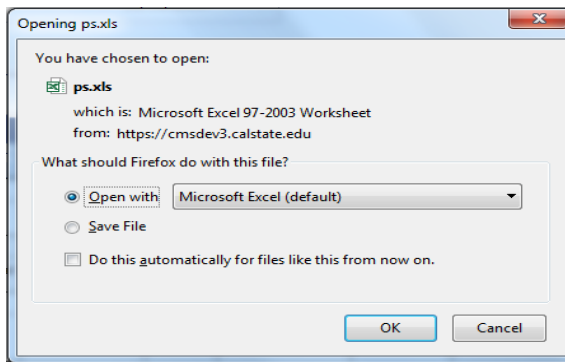 Opening ps.xls
You have chosen to open:
ps.xls
which is: Microsoft Excel 97-2003 Worksheet
from: https://cmsdev3.calstate.edu
What should Firefox do with this file?
Open with Microsoft Excel (default)
Save File
Do this automatically for files like this from now on.
OK Cancel